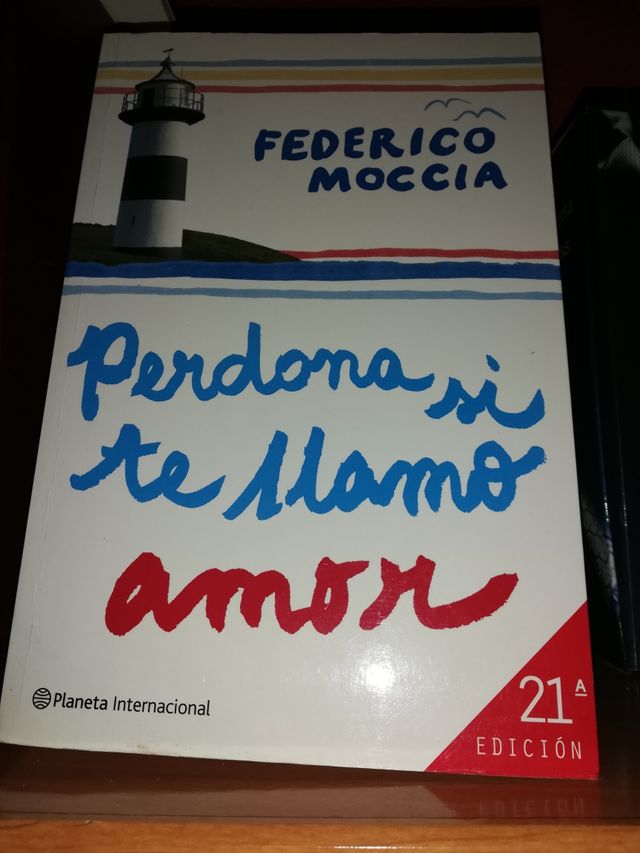 FEDERICO
MOCCIA
Perdona si
te llamo
amor
Planeta Internacional
21ª
EDICIÓN